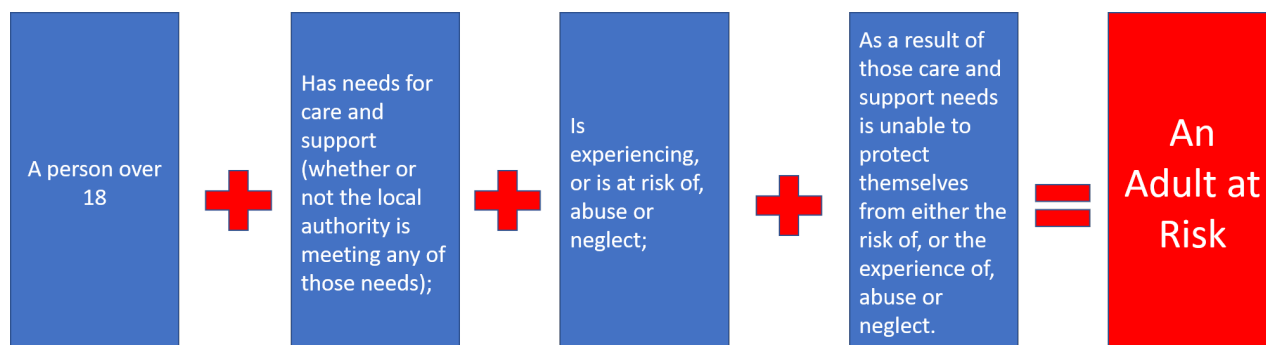 A person over
18
Has needs for
care and
support
(whether or
not the local
authority is
meeting any of
those needs);
Is
experiencing,
or is at risk of,
abuse or
neglect;
As a result of
those care and
support needs
is unable to
protect
themselves
from either the
risk of, or the
experience of,
abuse or
neglect.
An
Adult at
Risk